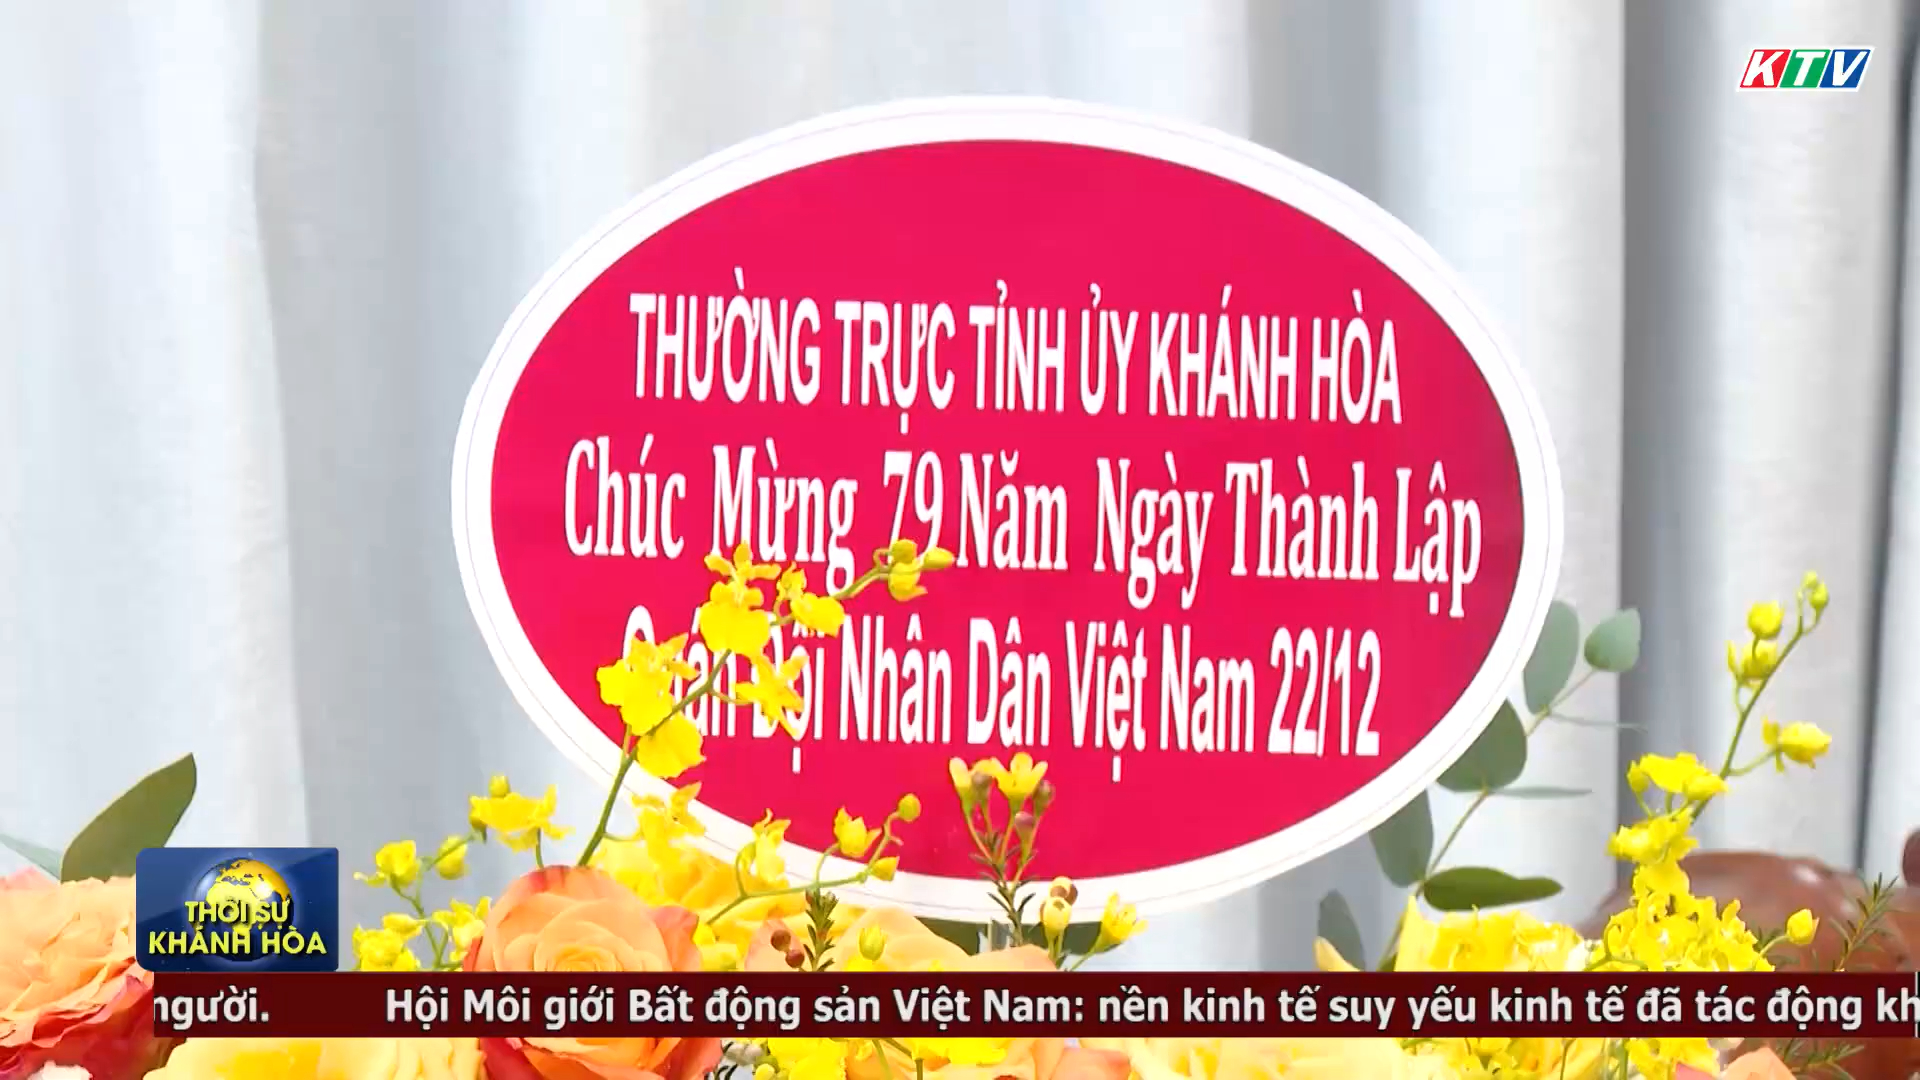 KTV
THƯỜNG TRỰC TỈNH ỦY KHÁNH HÒA
Chúc Mừng 79 Năm Ngày Thành Lập
Quân Đội Nhân Dân Việt Nam 22/12
THỜI SỰ
KHÁNH HÒA
người. Hội Môi giới Bất động sản Việt Nam: nền kinh tế suy yếu kinh tế đã tác động